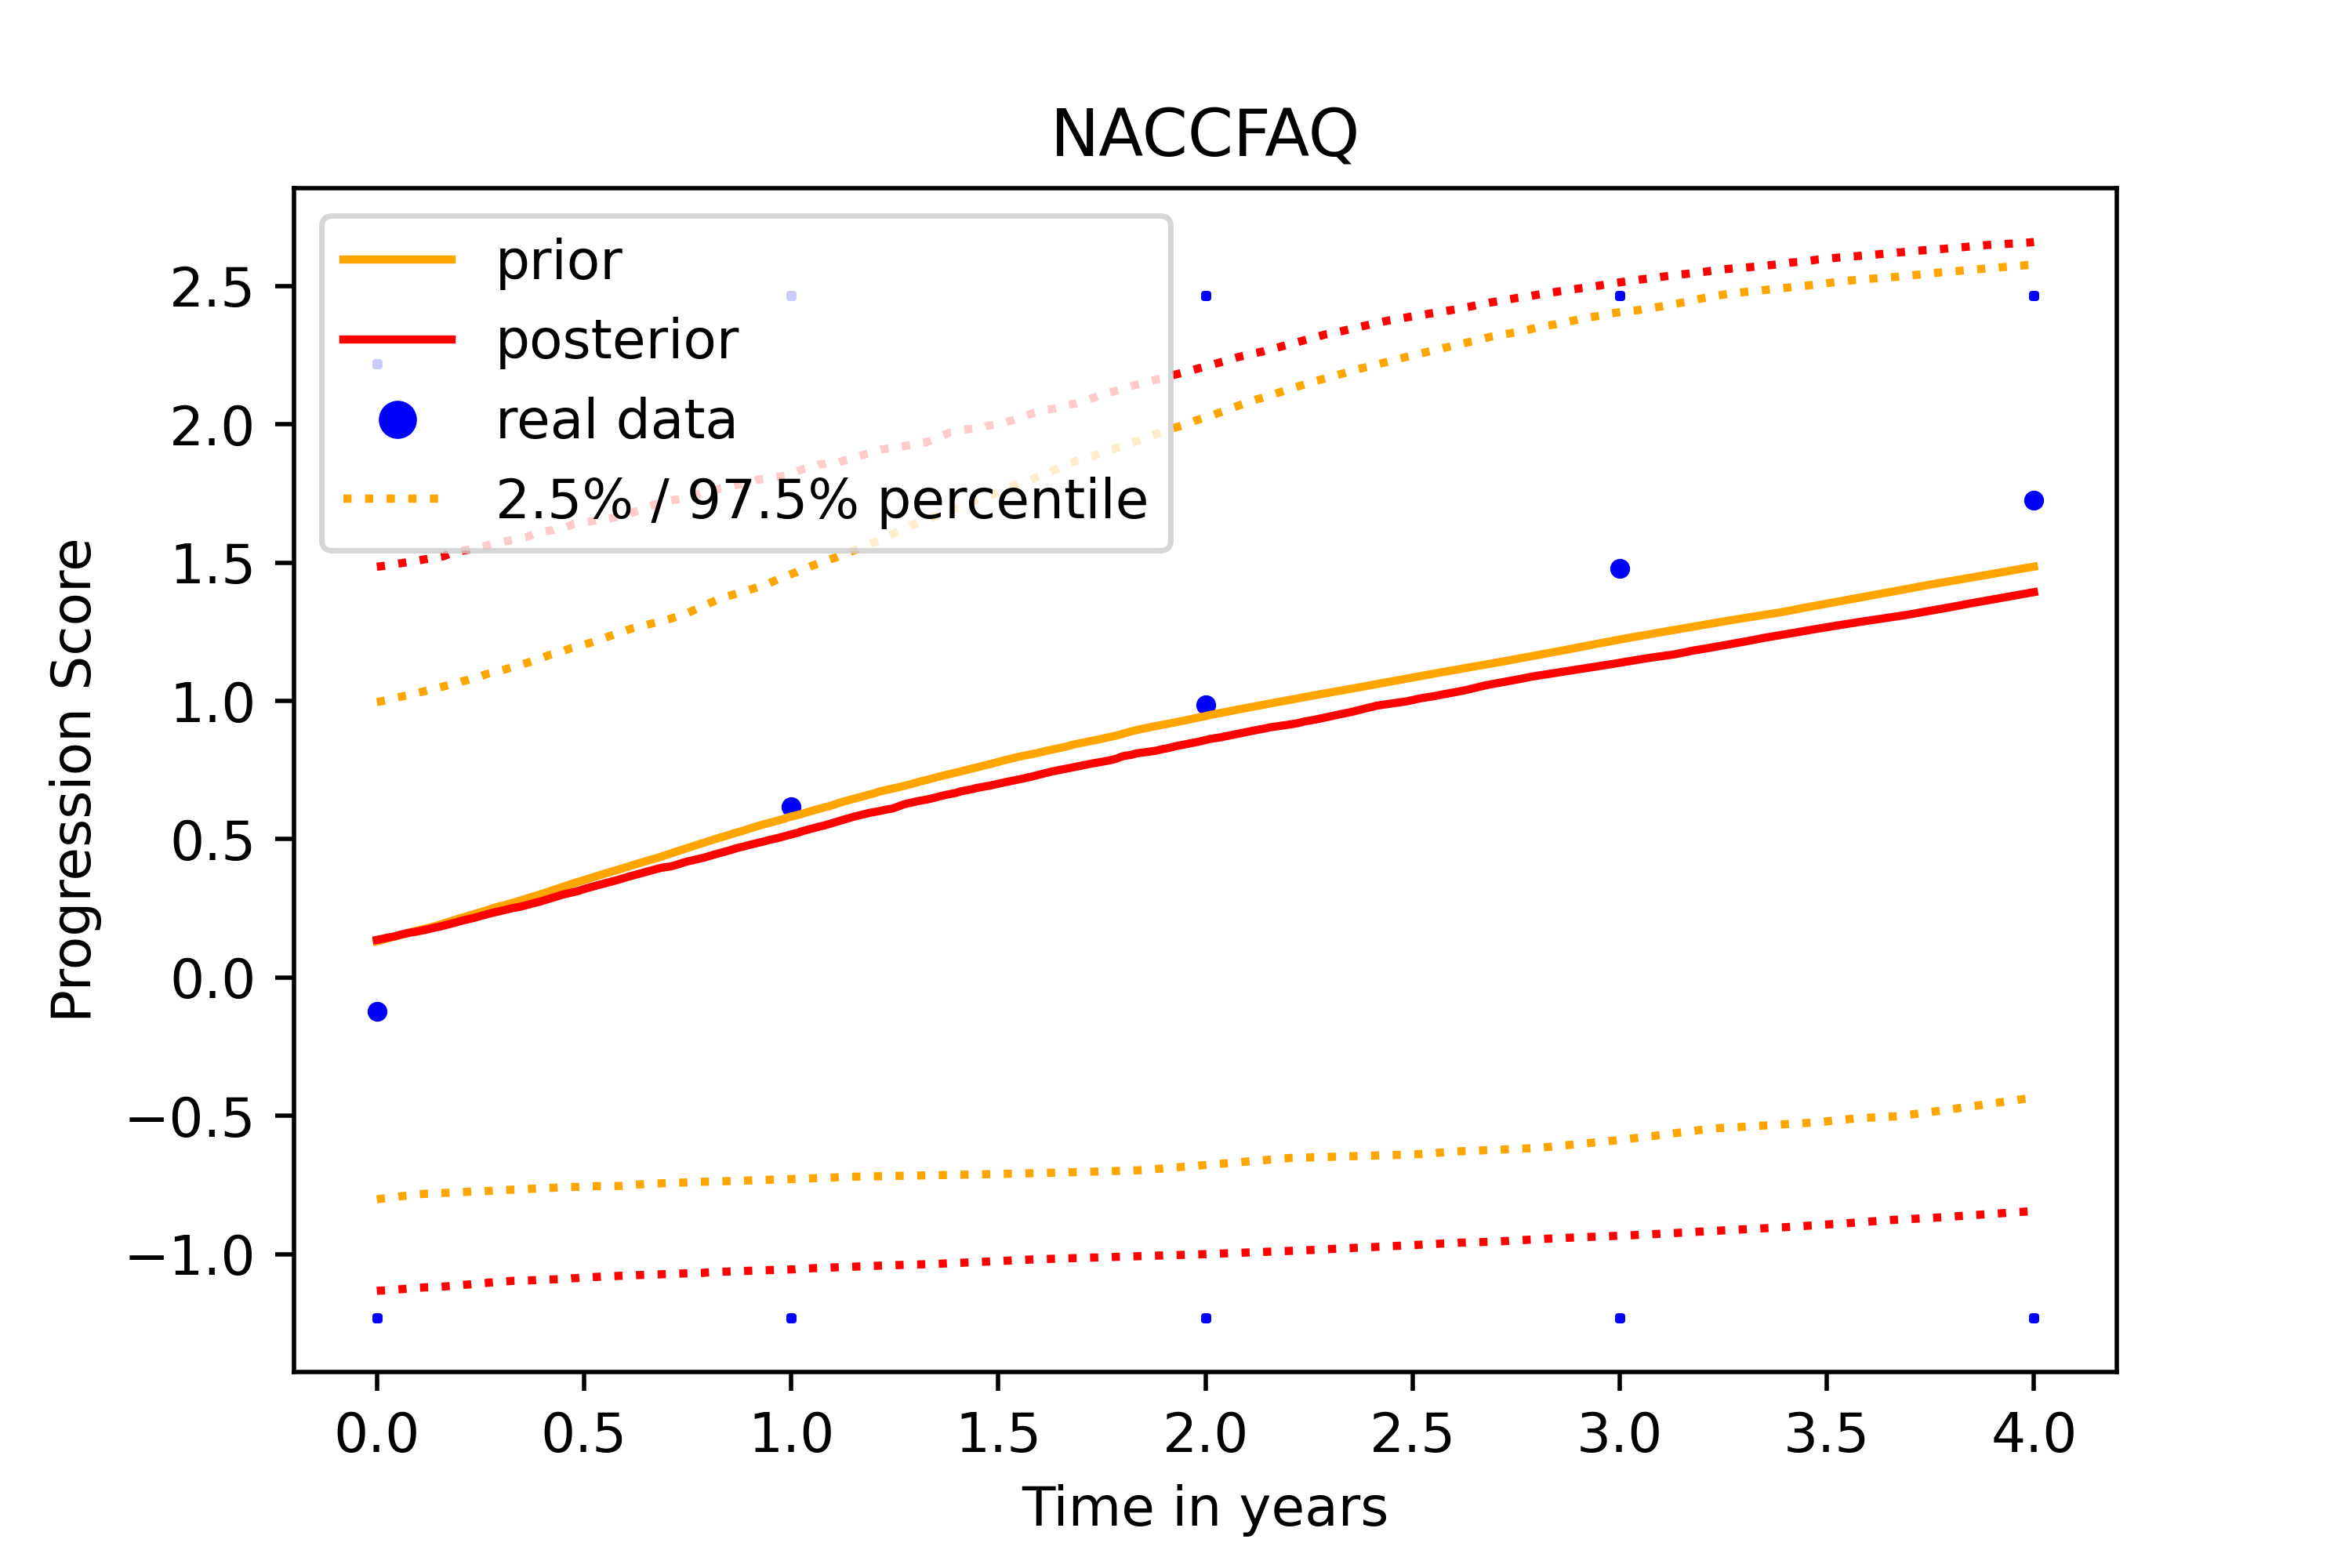 NACCFAQ
prior
posterior
real data
2.5% / 97.5% percentile
Progression Score
2.5
2.0
1.5
1.0
0.5
0.0
−0.5
−1.0
0.0 0.5 1.0 1.5 2.0 2.5 3.0 3.5 4.0
Time in years